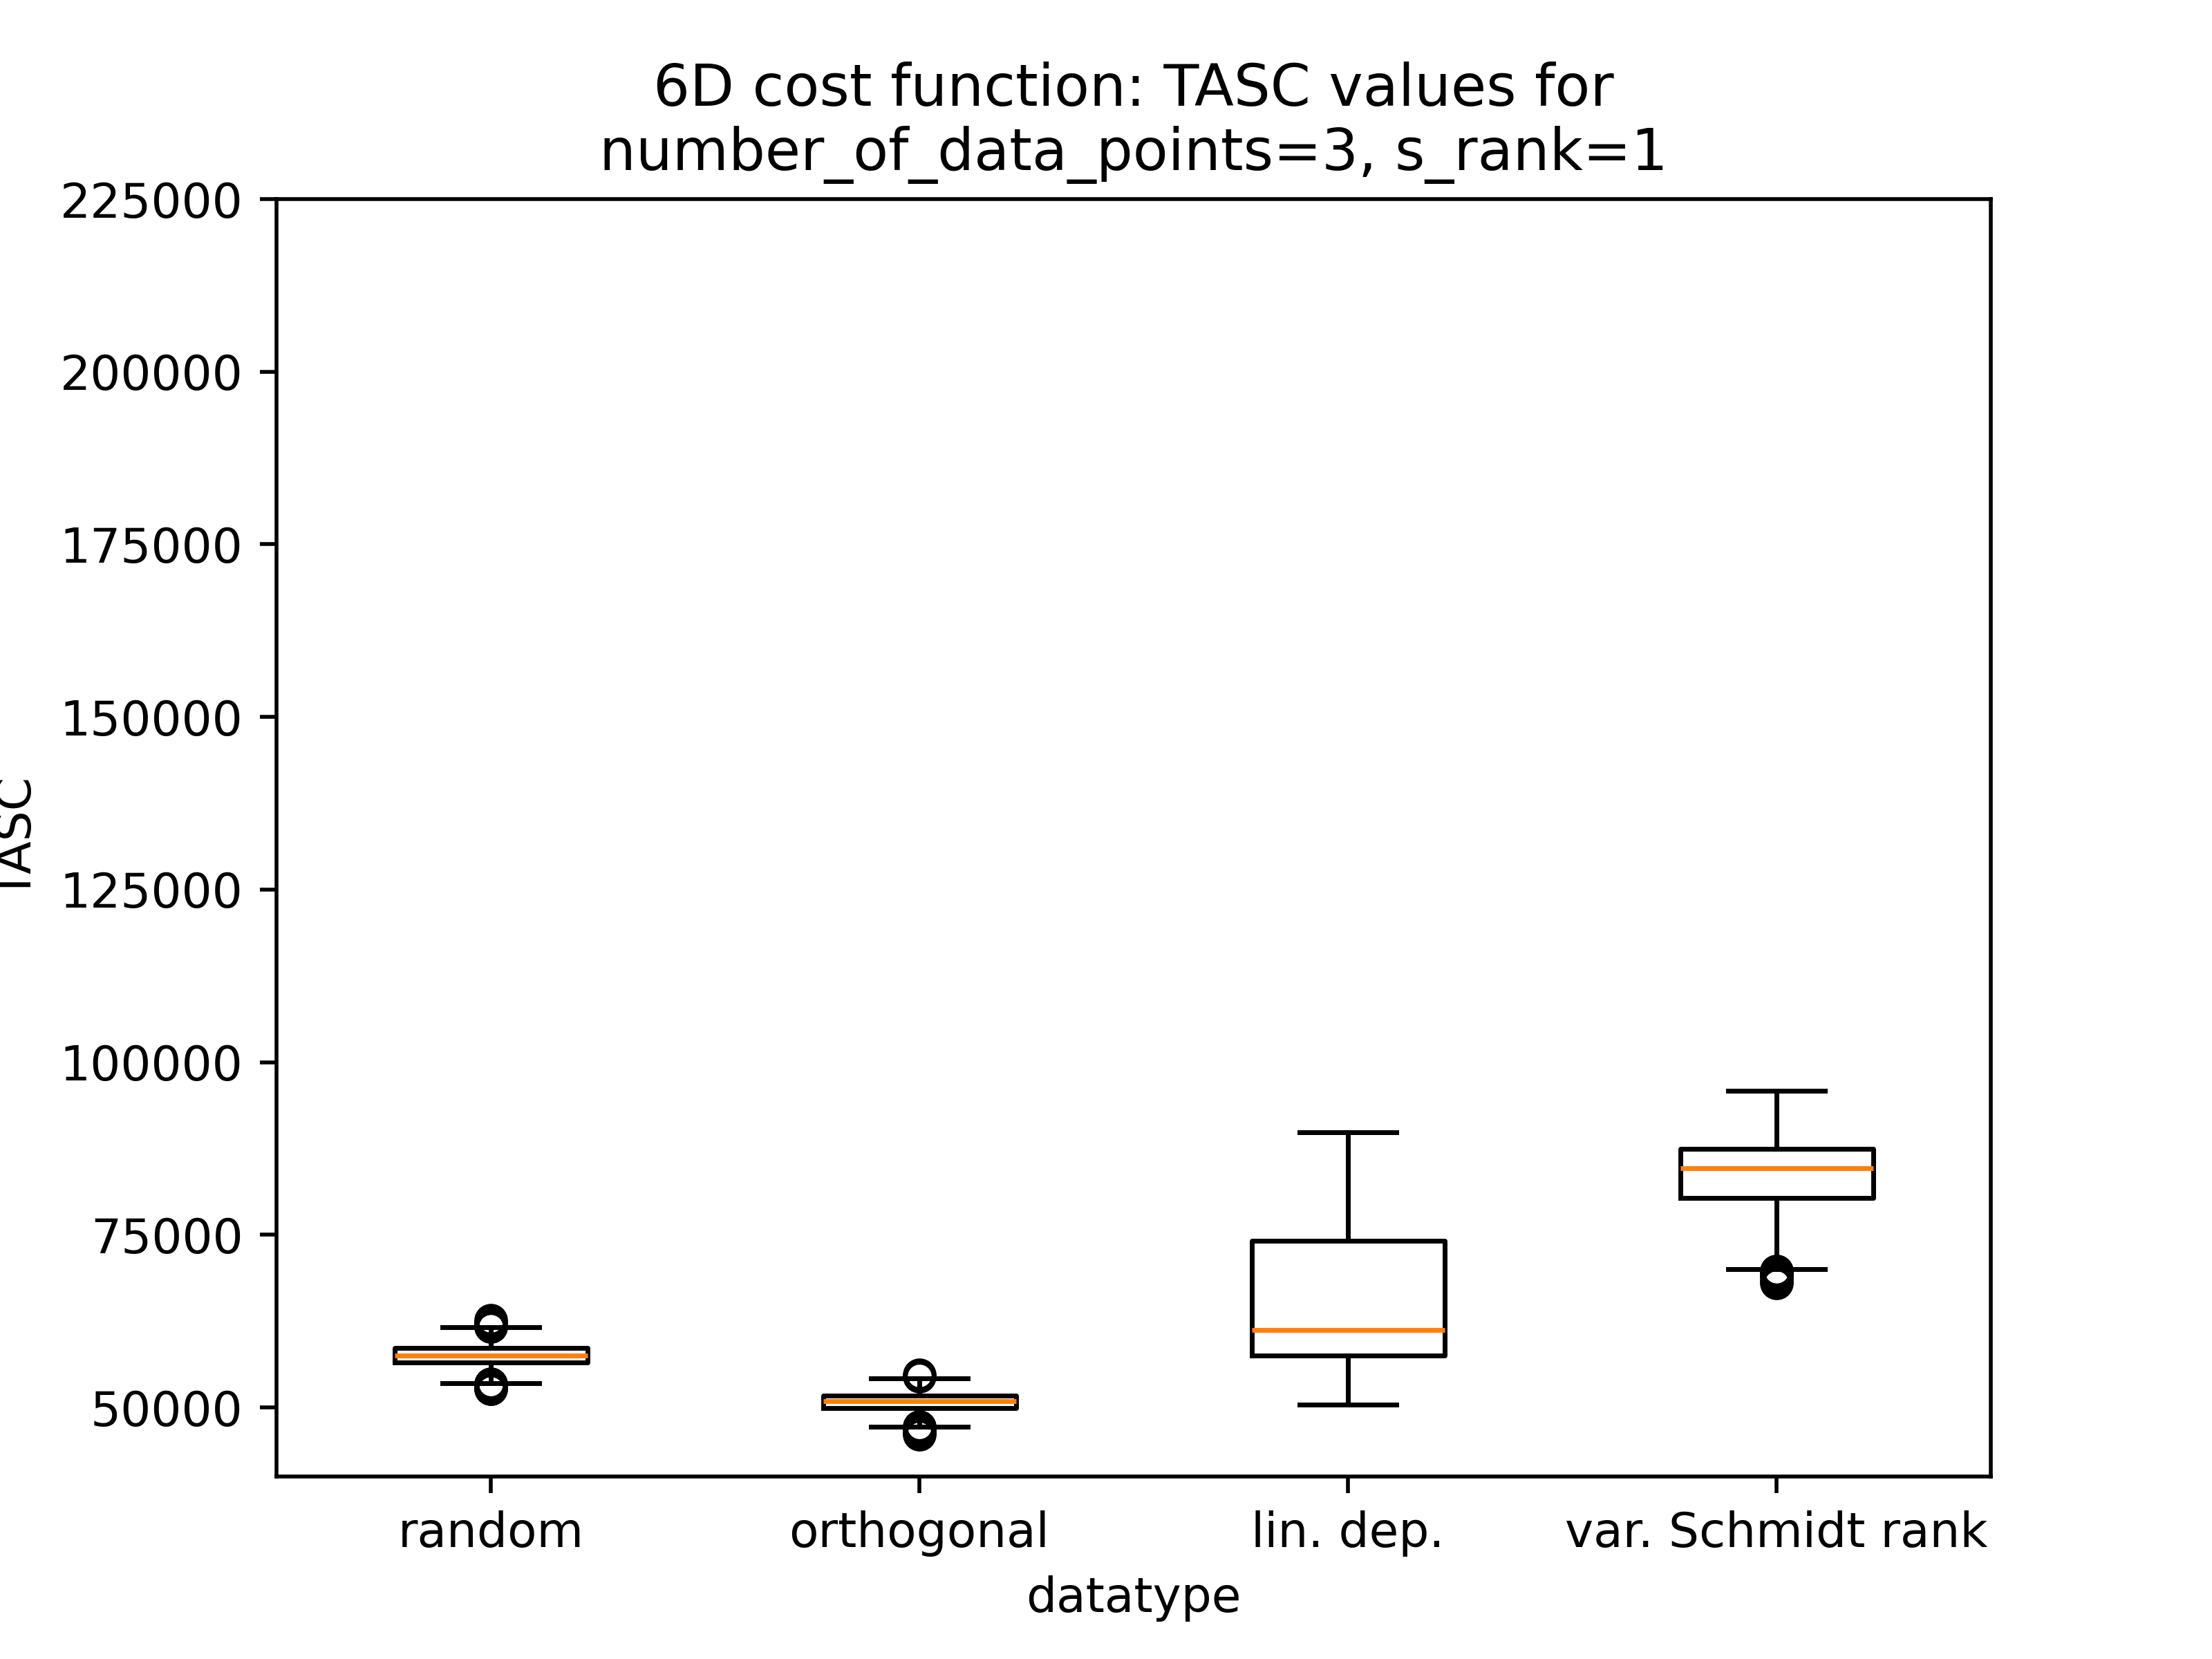 6D cost function: TASC values for
number_of_data_points=3, s_rank=1
225000
200000
175000
150000
125000
100000
75000
50000
TASC
random orthogonal lin. dep. var. Schmidt rank
datatype